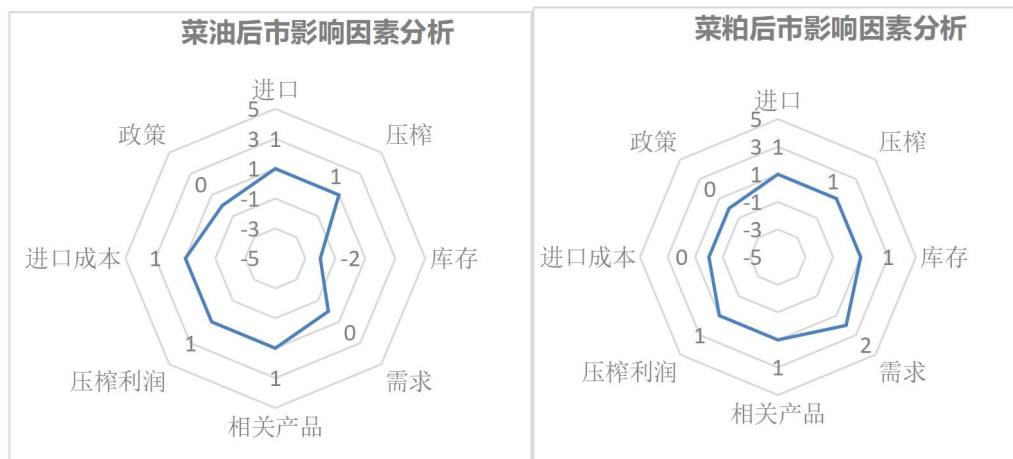 菜油后市影响因素分析
进口
5
政策
3
1
压榨
0
1
1
-1
-3
进口成本
1
-5
-2
库存
1
0
压榨利润
1
需求
相关产品
菜粕后市影响因素分析
进口
5
政策
3
1
压榨
0
1
1
-1
-3
进口成本
0
-5
1
库存
1
2
压榨利润
1
需求
相关产品